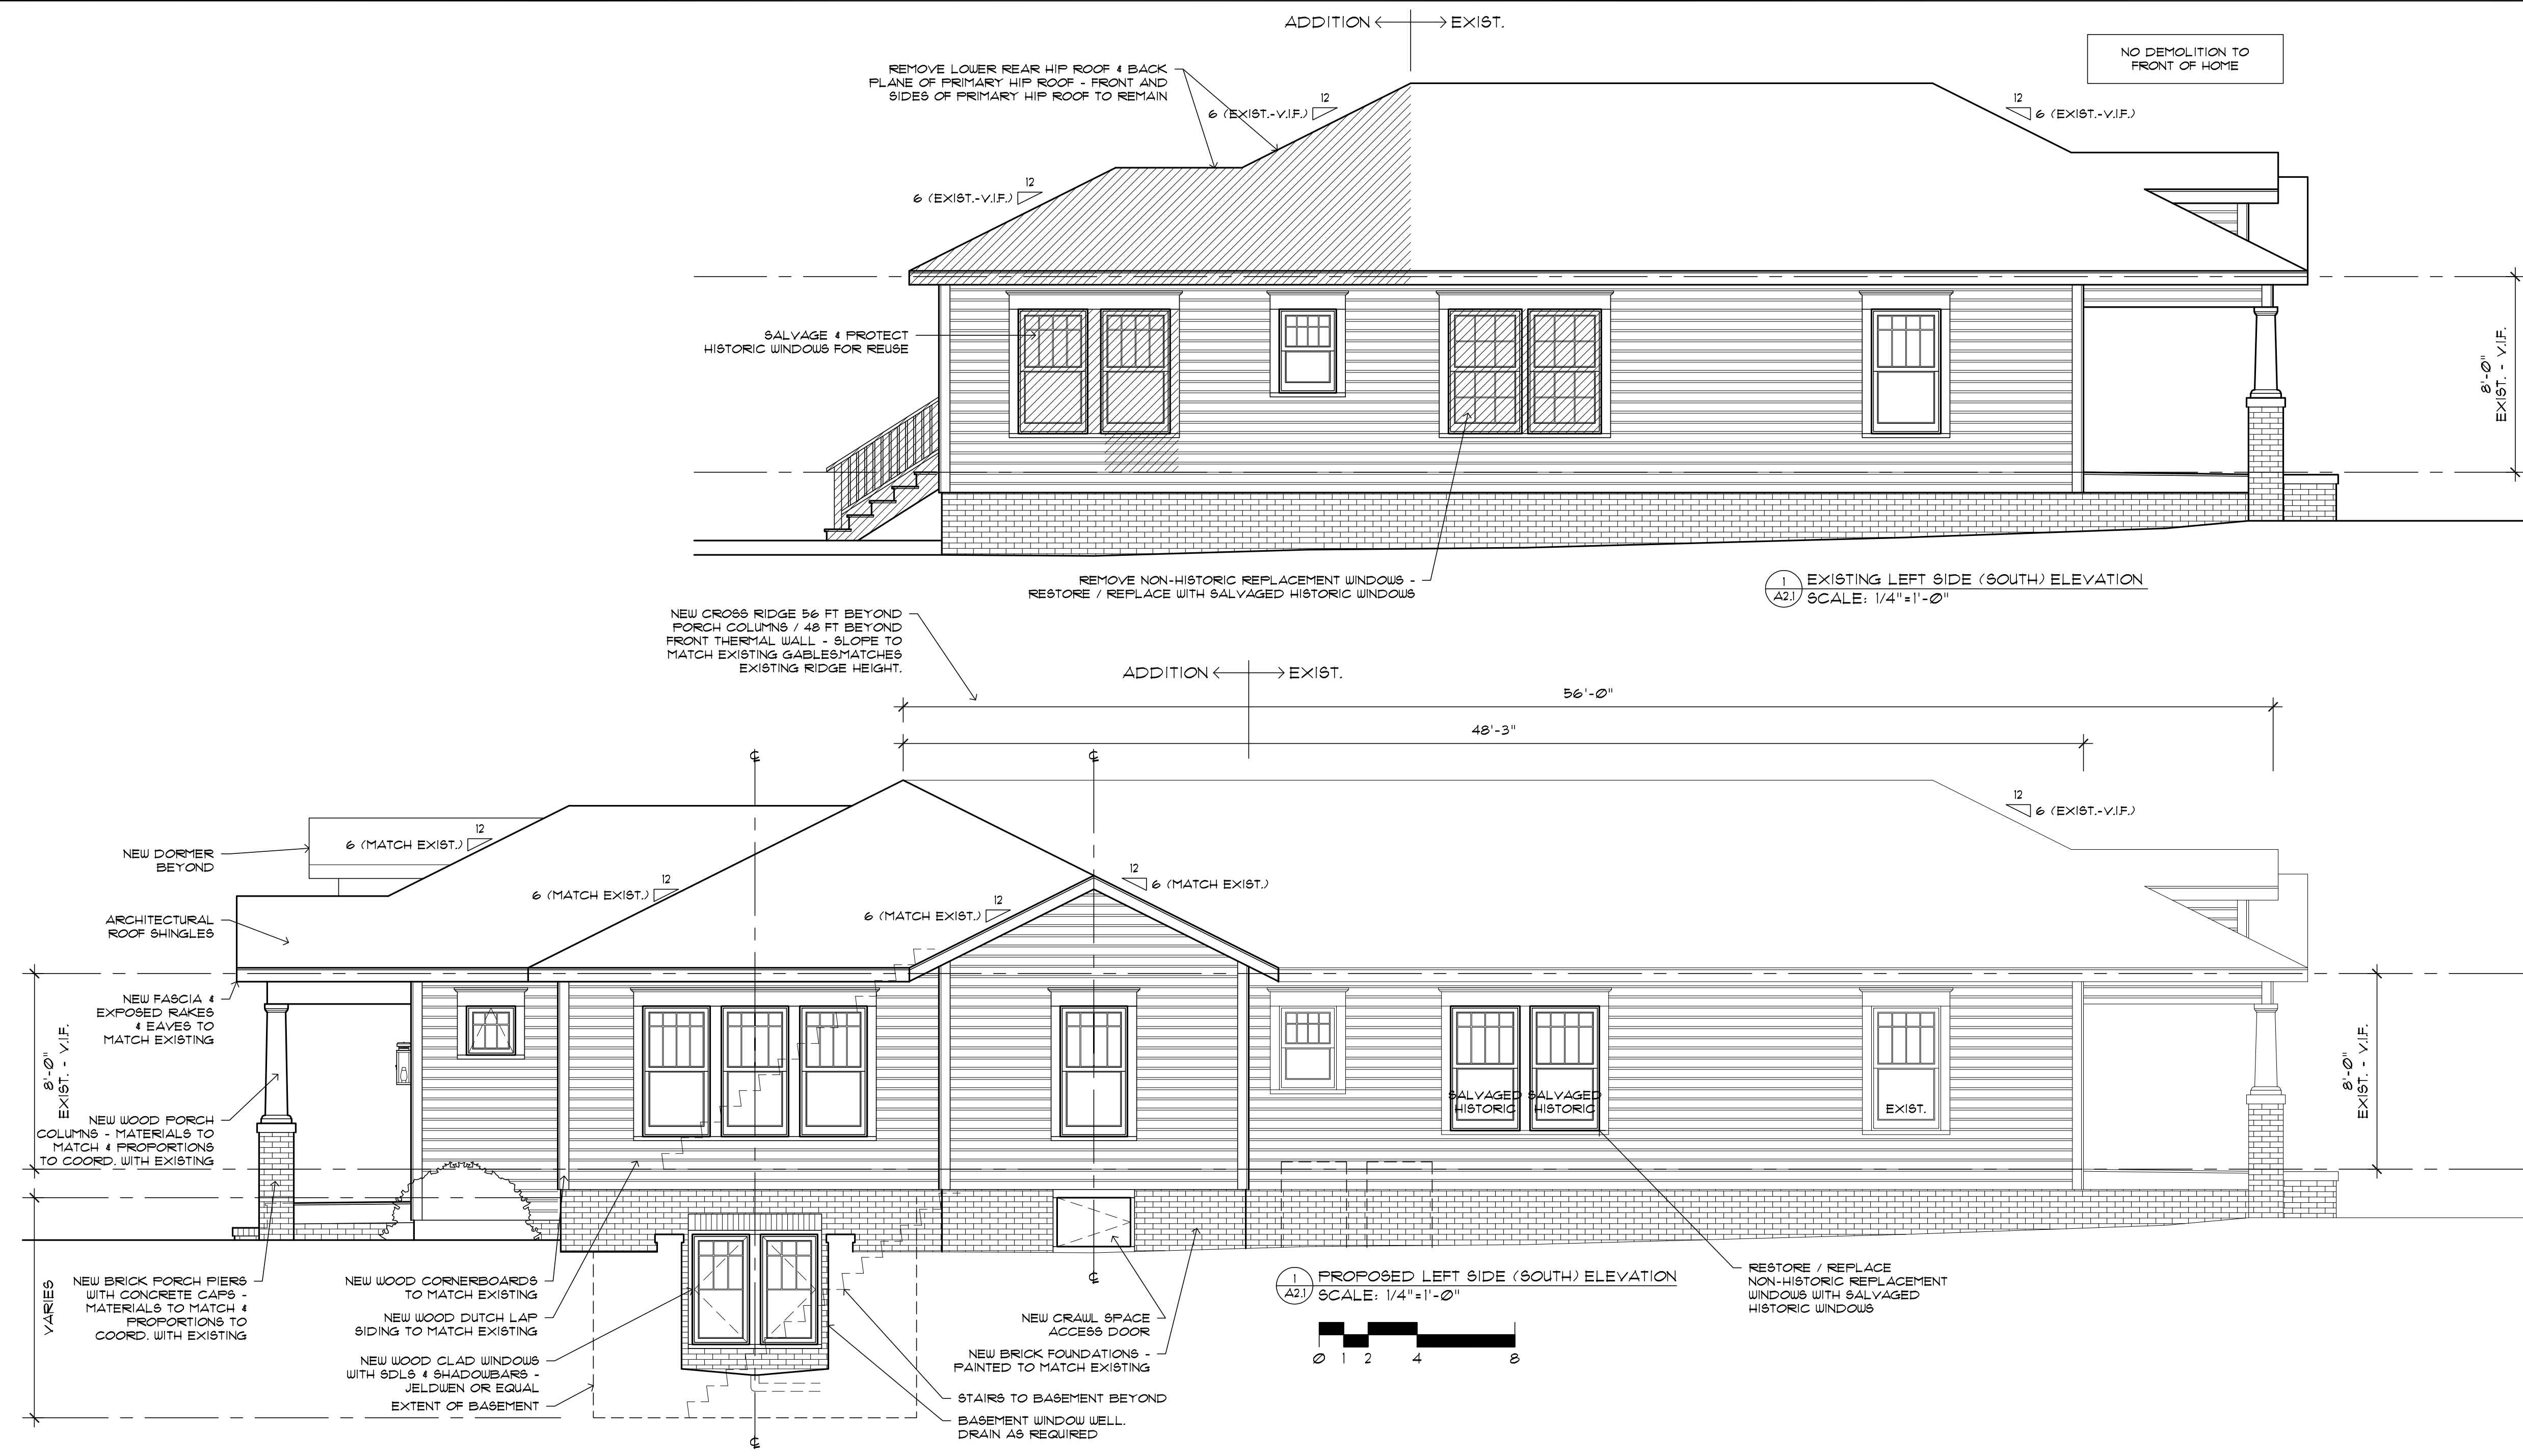 ADDITION
EXIST.
NO DEMOLITION TO
FRONT OF HOME
REMOVE LOWER REAR HIP ROOF & BACK
PLANE OF PRIMARY HIP ROOF - FRONT AND
SIDES OF PRIMARY HIP ROOF TO REMAIN
12
6 (EXIST.-V.I.F.)
12
6 (EXIST.-V.I.F.)
12
6 (EXIST.-V.I.F.)
SALVAGE & PROTECT
HISTORIC WINDOWS FOR REUSE
8'-0"
EXIST. - V.I.F.
REMOVE NON-HISTORIC REPLACEMENT WINDOWS -
RESTORE / REPLACE WITH SALVAGED HISTORIC WINDOWS
1
A2.1
EXISTING LEFT SIDE (SOUTH) ELEVATION
SCALE: 1/4"=1'-0"
NEW CROSS RIDGE 56 FT BEYOND
PORCH COLUMNS / 48 FT BEYOND
FRONT THERMAL WALL - SLOPE TO
MATCH EXISTING GABLES.MATCHES
EXISTING RIDGE HEIGHT.
ADDITION
EXIST.
56'-0"
48'-3"
℄
℄
12
6 (EXIST.-V.I.F.)
12
6 (MATCH EXIST.)
NEW DORMER
BEYOND
12
6 (MATCH EXIST.)
12
6 (MATCH EXIST.)
12
6 (MATCH EXIST.)
ARCHITECTURAL
ROOF SHINGLES
NEW FASCIA &
EXPOSED RAKES
& EAVES TO
MATCH EXISTING
8'-0"
EXIST. - V.I.F.
8'-0"
EXIST. - V.I.F.
SALVAGED
HISTORIC
SALVAGED
HISTORIC
EXIST.
NEW WOOD PORCH
COLUMNS - MATERIALS TO
MATCH & PROPORTIONS
TO COORD. WITH EXISTING
VARIES
NEW BRICK PORCH PIERS
WITH CONCRETE CAPS -
MATERIALS TO MATCH &
PROPORTIONS TO
COORD. WITH EXISTING
NEW WOOD CORNERBOARDS
TO MATCH EXISTING
NEW WOOD DUTCH LAP
SIDING TO MATCH EXISTING
NEW WOOD CLAD WINDOWS
WITH SDLS & SHADOWBARS -
JELDWEN OR EQUAL
EXTENT OF BASEMENT
℄
℄
NEW CRAWL SPACE
ACCESS DOOR
NEW BRICK FOUNDATIONS -
PAINTED TO MATCH EXISTING
STAIRS TO BASEMENT BEYOND
BASEMENT WINDOW WELL.
DRAIN AS REQUIRED
1
A2.1
PROPOSED LEFT SIDE (SOUTH) ELEVATION
SCALE: 1/4"=1'-0"
0 1 2 4 8
RESTORE / REPLACE
NON-HISTORIC REPLACEMENT
WINDOWS WITH SALVAGED
HISTORIC WINDOWS